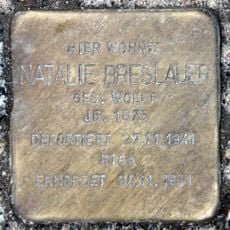 HIER WOHNTE
NATALIE BRESLAUER
GEB. WOLFF
JG. 1885
DEPORTIERT 27.11.1941
RIGA
ERMORDET 30.11.1941